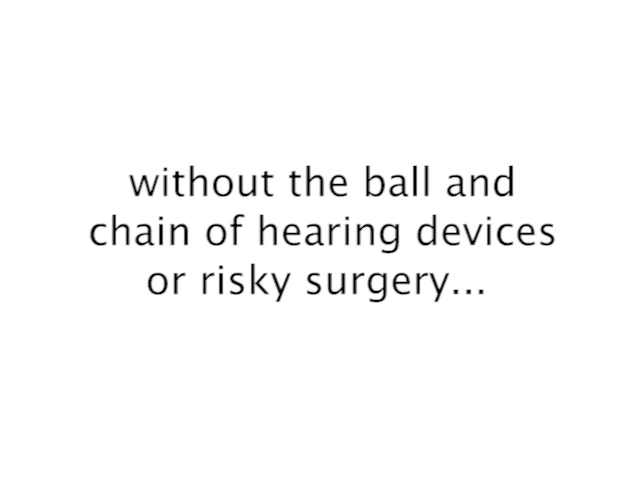 without the ball and
chain of hearing devices
or risky surgery...